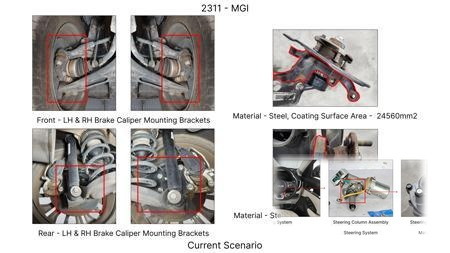 2311 - MGI
Front - LH & RH Brake Caliper Mounting Brackets
Material - Steel, Coating Surface Area - 24560mm2
Rear - LH & RH Brake Caliper Mounting Brackets
Material -
Steering Column Assembly
Steering System
Current Scenario